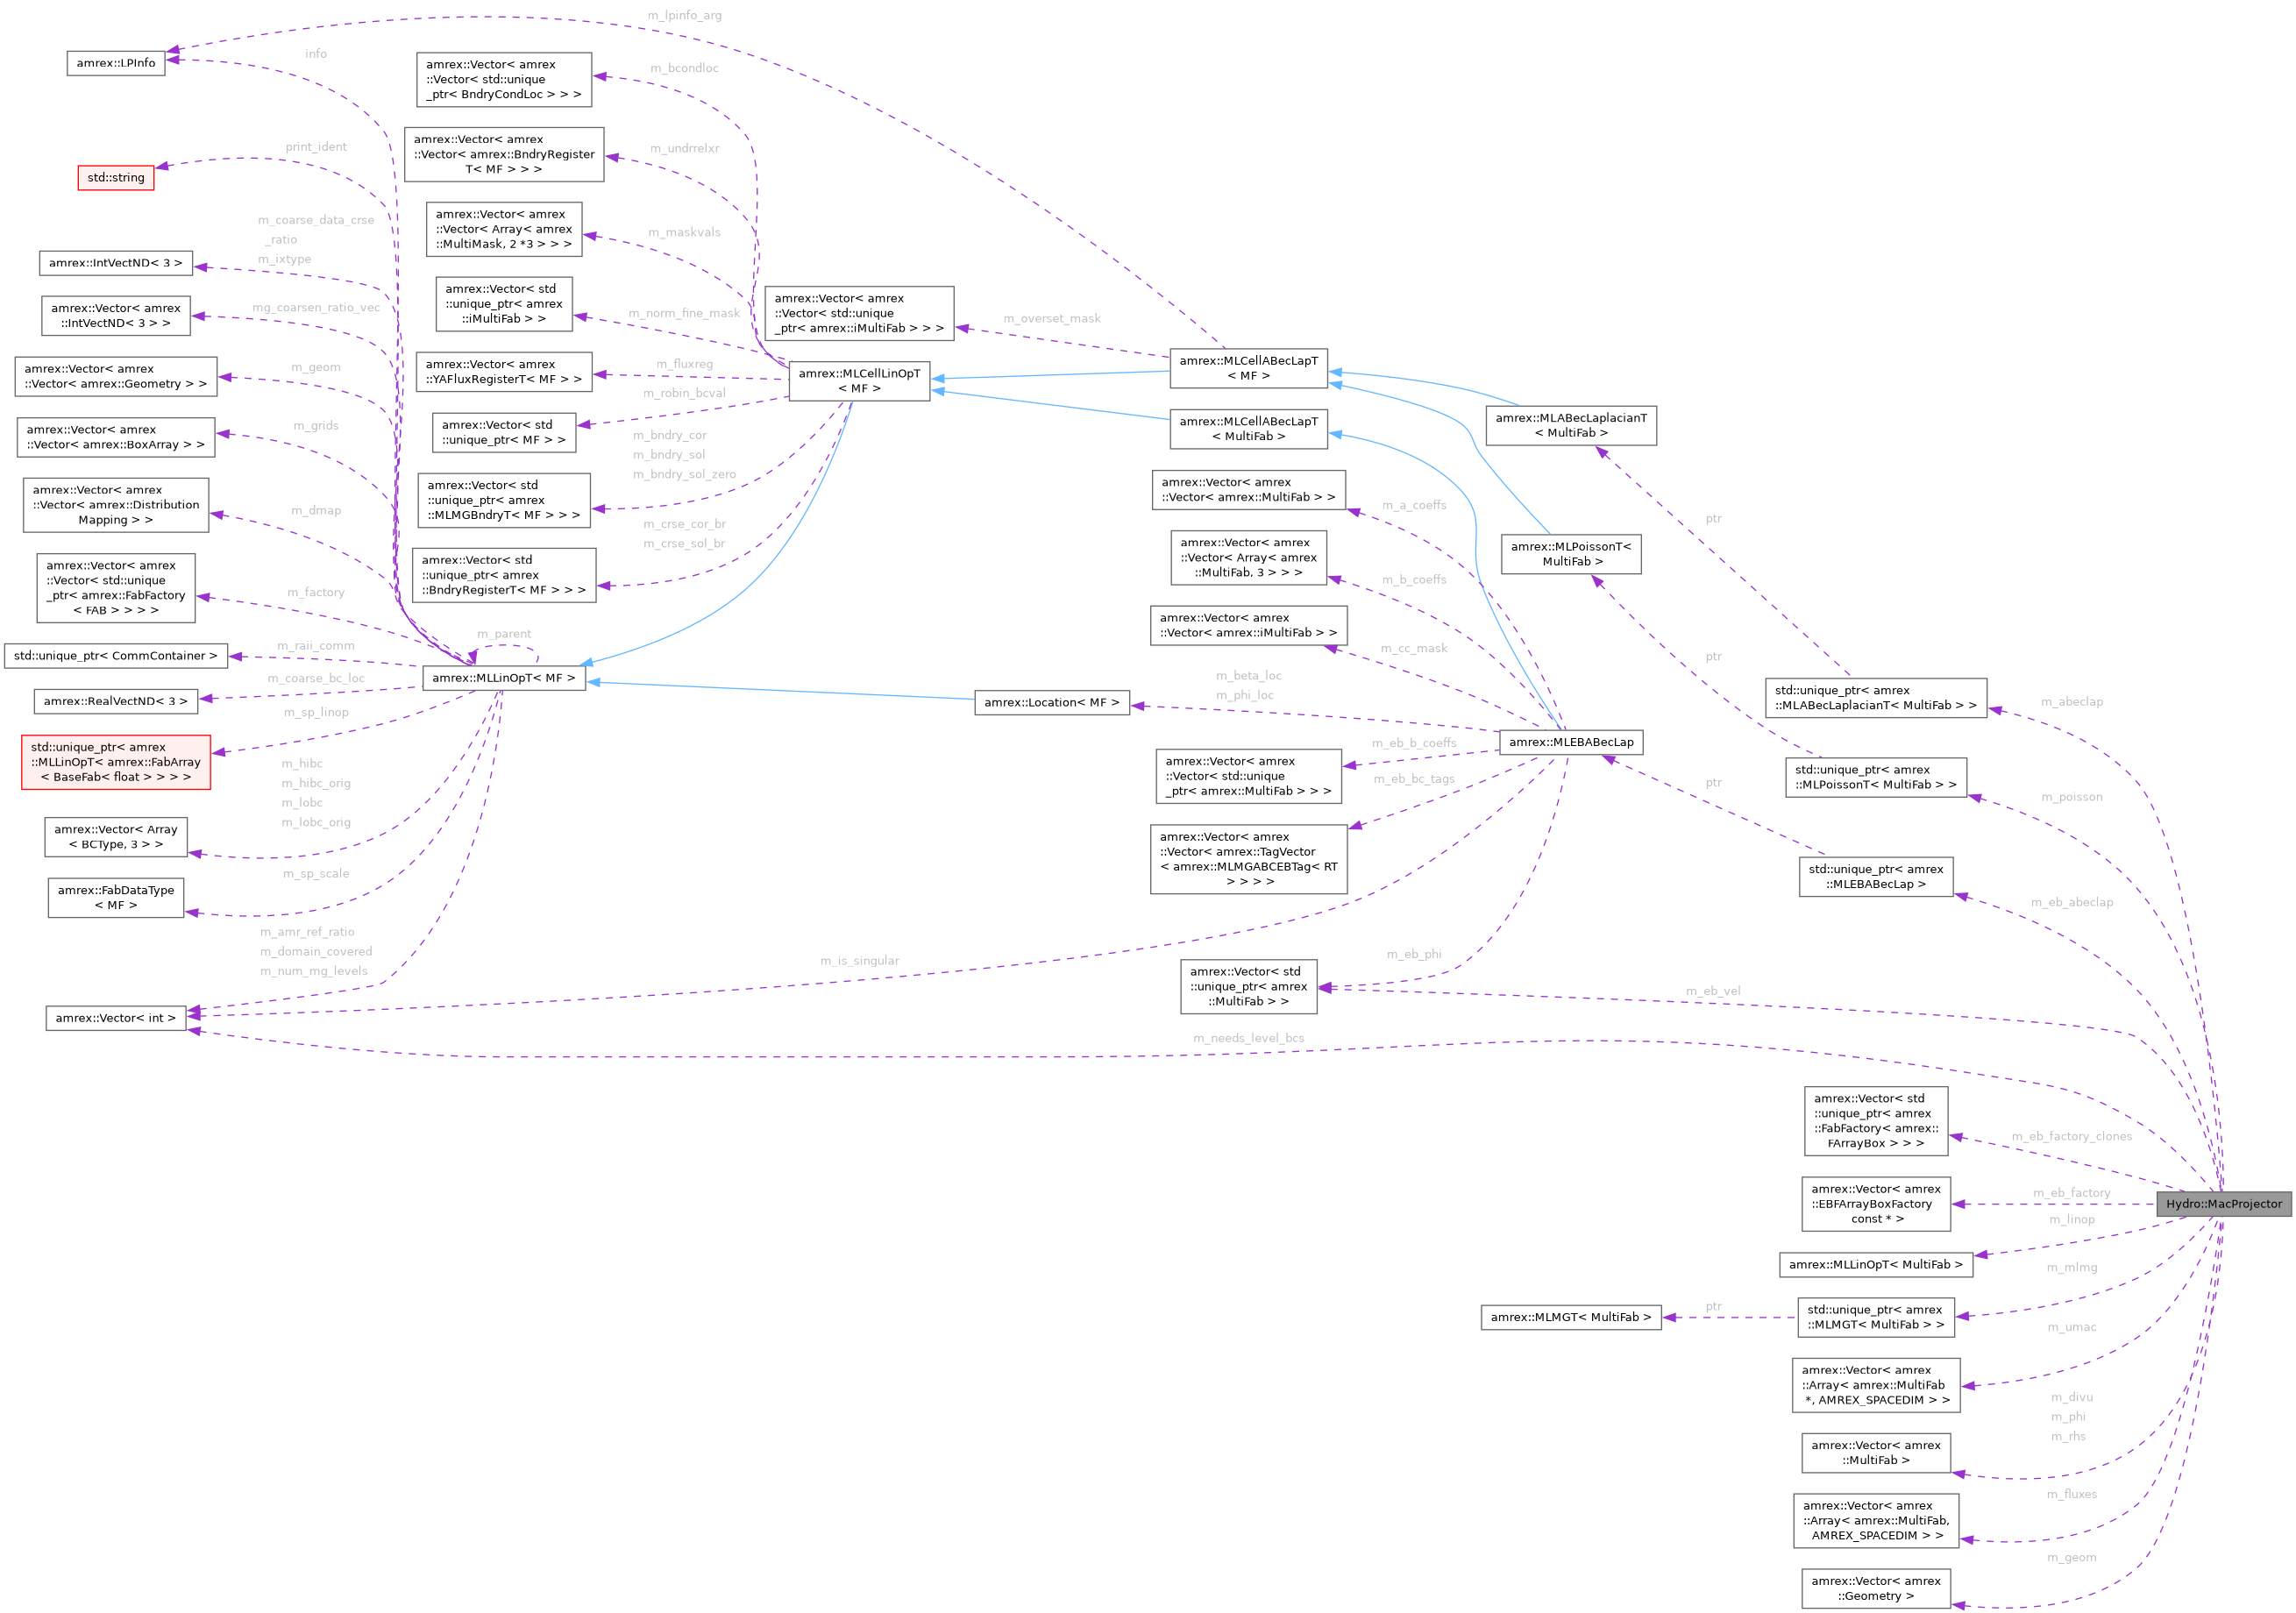 m_lpinfo_arg
info
amrex::LPInfo
print_ident
std::string
m_coarse_data_crse
_ratio
m_ixtype
amrex::IntVectND< 3 >
mg_coarsen_ratio_vec
amrex::Vector< amrex
::IntVectND< 3 > >
m_geom
amrex::Vector< amrex
::Vector< amrex::Geometry > >
m_grids
amrex::Vector< amrex
::Vector< amrex::BoxArray > >
m_dmap
amrex::Vector< amrex
::Vector< amrex::Distribution
Mapping > >
m_factory
amrex::Vector< amrex
::Vector< std::unique
_ptr< amrex::FabFactory
< FAB > > > >
m_raii_comm
std::unique_ptr< CommContainer >
m_coarse_bc_loc
amrex::RealVectND< 3 >
m_sp_linop
std::unique_ptr< amrex
::MLLinOpT< amrex::FabArray
< BaseFab< float > > > >
m_hibc
m_hibc_orig
m_lobc
m_lobc_orig
amrex::Vector< Array
< BCType, 3 > >
m_sp_scale
amrex::FabDataType
< MF >
m_amr_ref_ratio
m_domain_covered
m_num_mg_levels
amrex::Vector< int >
m_bcondloc
amrex::Vector< amrex
::Vector< std::unique
_ptr< BndryCondLoc > > >
m_undrrelxr
amrex::Vector< amrex
::Vector< amrex::BndryRegister
T< MF > > >
m_maskvals
amrex::Vector< amrex
::Vector< Array< amrex
::MultiMask, 2 *3 > > >
m_norm_fine_mask
amrex::Vector< std
::unique_ptr< amrex
::iMultiFab > >
m_fluxreg
amrex::Vector< amrex
::YAFluxRegisterT< MF > >
m_robin_bcval
amrex::Vector< std
::unique_ptr< MF > >
m_bndry_cor
m_bndry_sol
m_bndry_sol_zero
amrex::Vector< std
::unique_ptr< amrex
::MLMGBndryT< MF > > >
m_crse_cor_br
m_crse_sol_br
amrex::Vector< std
::unique_ptr< amrex
::BndryRegisterT< MF > > >
m_parent
amrex::MLLinOpT< MF >
amrex::Vector< amrex
::Vector< std::unique
_ptr< amrex::iMultiFab > > >
m_overset_mask
amrex::MLCellLinOpT
< MF >
amrex::Location< MF >
m_is_singular
amrex::MLCellABecLapT
< MF >
amrex::MLCellABecLapT
< MultiFab >
amrex::Vector< amrex
::Vector< amrex::MultiFab > >
m_a_coeffs
amrex::Vector< amrex
::Vector< Array< amrex
::MultiFab, 3 > > >
m_b_coeffs
amrex::Vector< amrex
::Vector< amrex::iMultiFab > >
m_cc_mask
m_beta_loc
m_phi_loc
m_eb_b_coeffs
amrex::Vector< amrex
::Vector< std::unique
_ptr< amrex::MultiFab > > >
m_eb_bc_tags
amrex::Vector< amrex
::Vector< amrex::TagVector
< amrex::MLMGABCEBTag< RT
> > > >
m_eb_phi
amrex::Vector< std
::unique_ptr< amrex
::MultiFab > >
m_needs_level_bcs
amrex::MLABecLaplacianT
< MultiFab >
amrex::MLPoissonT<
MultiFab >
amrex::MLEBABecLap
amrex::MLMGT< MultiFab >
ptr
ptr
ptr
m_eb_vel
ptr
std::unique_ptr< amrex
::MLABecLaplacianT< MultiFab > >
std::unique_ptr< amrex
::MLPoissonT< MultiFab > >
std::unique_ptr< amrex
::MLEBABecLap >
amrex::Vector< std
::unique_ptr< amrex
::FabFactory< amrex::
FArrayBox > > >
amrex::Vector< amrex
::EBFArrayBoxFactory
const * >
amrex::MLLinOpT< MultiFab >
std::unique_ptr< amrex
::MLMGT< MultiFab > >
amrex::Vector< amrex
::Array< amrex::MultiFab
*, AMREX_SPACEDIM > >
amrex::Vector< amrex
::MultiFab >
amrex::Vector< amrex
::Array< amrex::MultiFab,
AMREX_SPACEDIM > >
amrex::Vector< amrex
::Geometry >
m_abeclap
m_poisson
m_eb_abeclap
m_eb_factory_clones
m_eb_factory
m_linop
m_mlmg
m_umac
m_divu
m_phi
m_rhs
m_fluxes
m_geom
Hydro::MacProjector